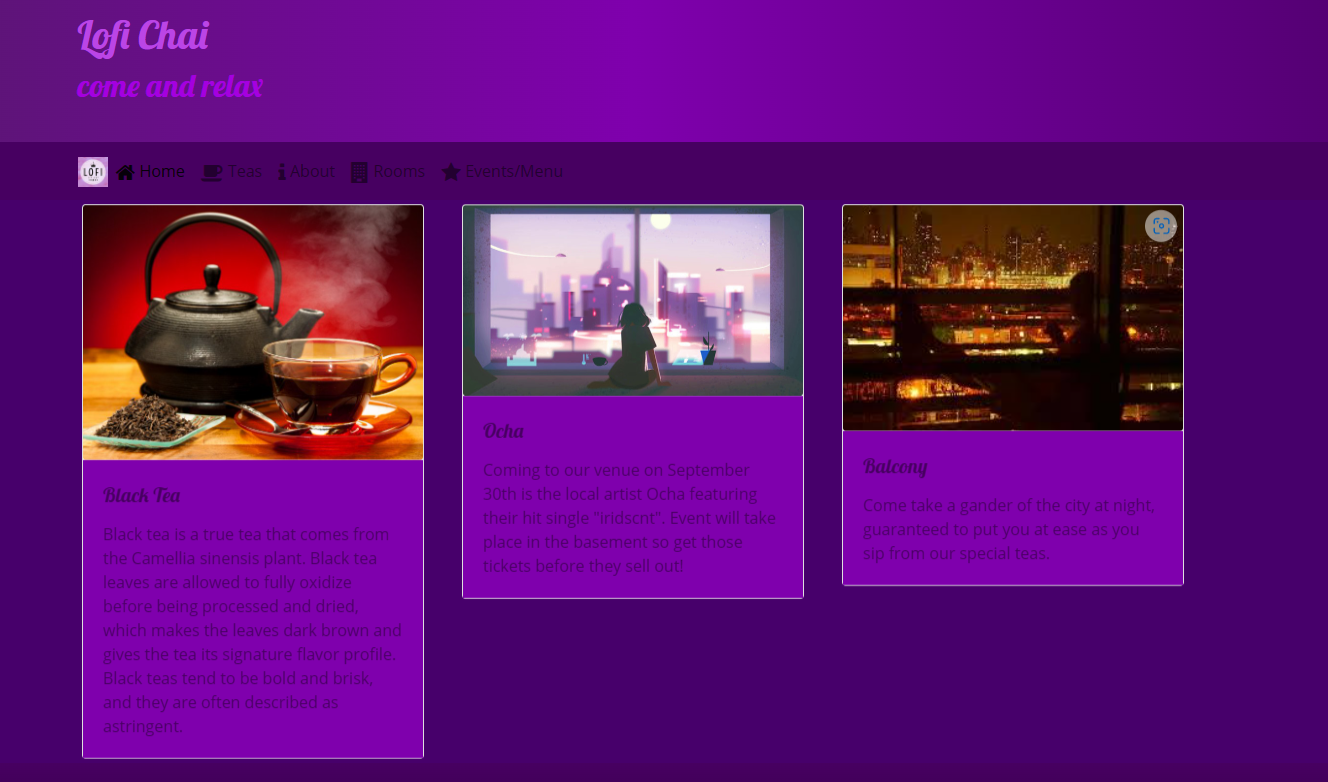 Lofi Chai
come and relax
LOFI
Home Teas About Rooms Events/Menu
Black Tea
Black tea is a true tea that comes from
the Camellia sinensis plant. Black tea
leaves are allowed to fully oxidize
before being processed and dried,
which makes the leaves dark brown and
gives the tea its signature flavor profile.
Black teas tend to be bold and brisk,
and they are often described as
astringent.
Ocha
Coming to our venue on September
30th is the local artist Ocha featuring
their hit single "iridscnt". Event will take
place in the basement so get those
tickets before they sell out!
Balcony
Come take a gander of the city at night,
guaranteed to put you at ease as you
sip from our special teas.